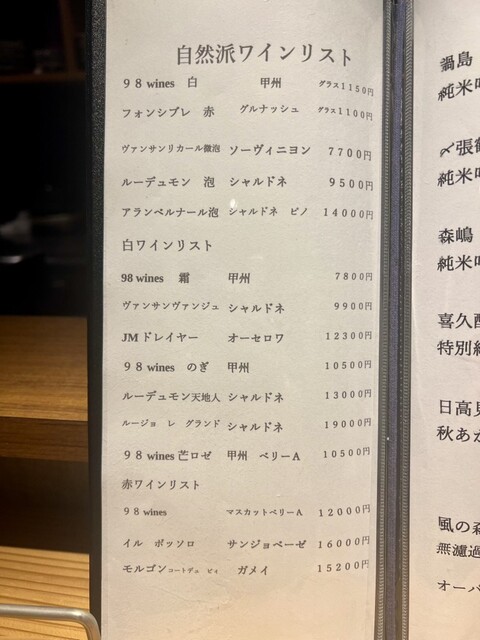 自然派ワインリスト
９８wines　白　甲州　グラス１１５０円
フォンシプレ　赤　グルナッシュ　グラス１１００円
ヴァンサンリカール微泡　ソーヴィニヨン　７７００円
ルーデュモン　泡　シャルドネ　９５００円
アランベルナール泡　シャルドネ　ピノ　１４０００円
白ワインリスト
98 wines　霜　甲州　７８００円
ヴァンサンヴァンジュ　シャルドネ　９９００円
JMドレイヤー　オーセロワ　１２３００円
９８wines　のぎ　甲州　１０５００円
ルーデュモン天地人　シャルドネ　１３０００円
ルージョ　レ　グランド　シャルドネ　１９０００円
９８wines芒ロゼ　甲州　ベリーA　１０５００円
赤ワインリスト
９８wines　マスカットベリーA　１２０００円
イル　ボッソロ　サンジョベーゼ　１６０００円
モルゴンコートデュ　ピィ　ガメイ　１５２００円
鍋島
純米吟
〆張鶴
純米
森嶋
純米
喜久酔
特別純
日高見
秋あが
風の森
無濾過
オーバ